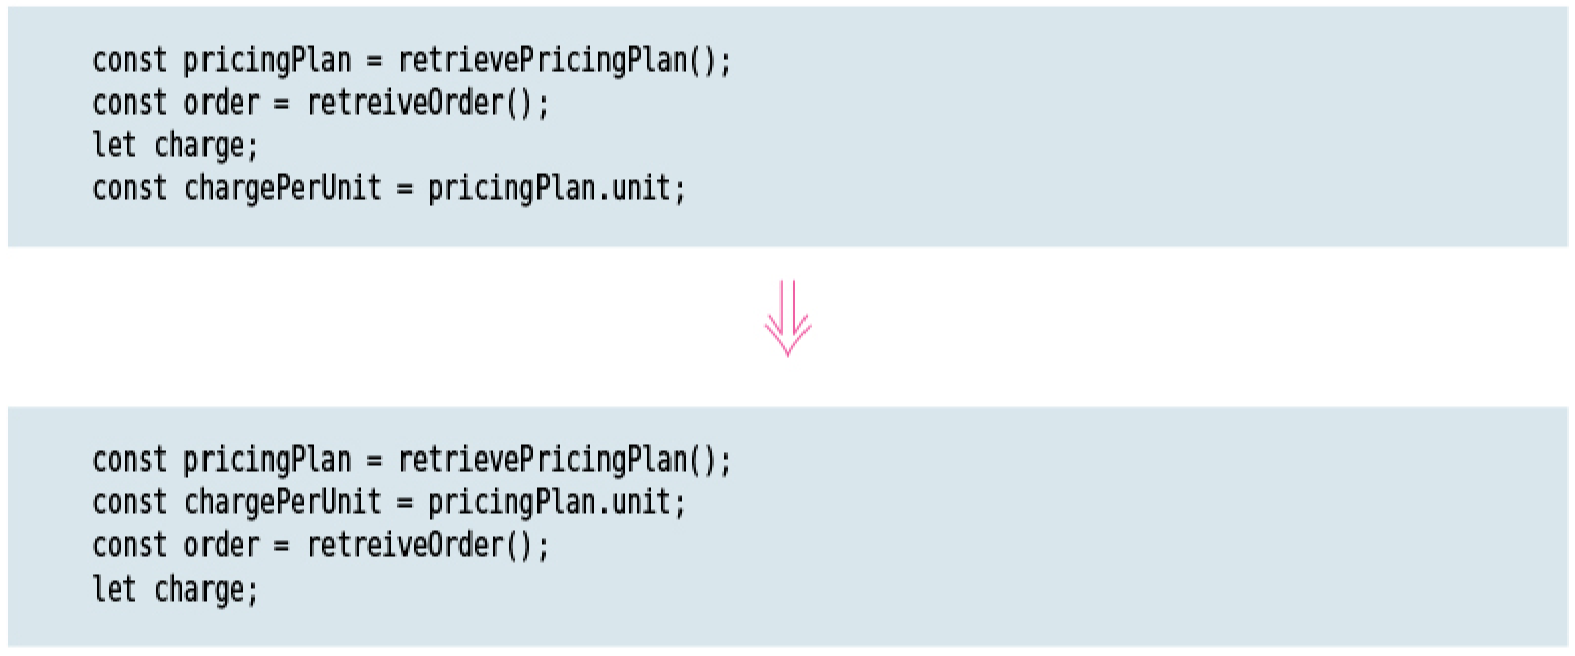 const pricingPlan = retrievePricingPlan();
const order = retreiveOrder();
let charge;
const chargePerUnit = pricingPlan.unit;
const pricingPlan = retrievePricingPlan();
const chargePerUnit = pricingPlan.unit;
const order = retreiveOrder();
let charge;